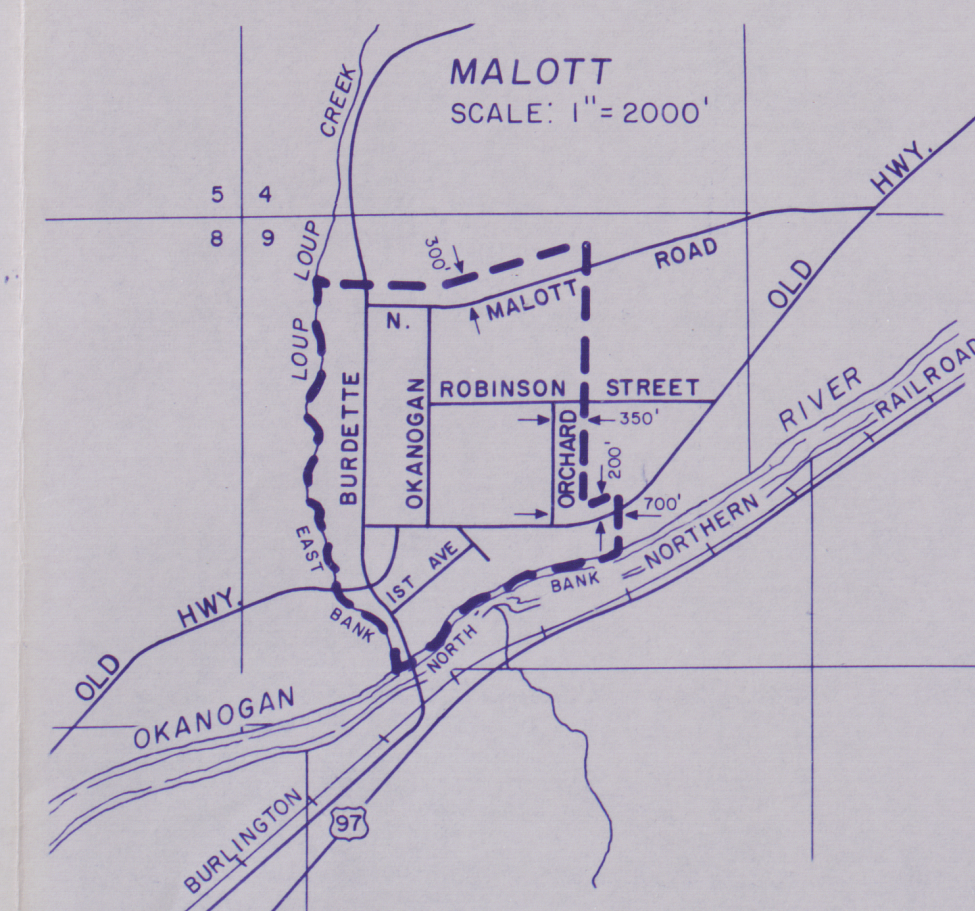 MALOTT
SCALE: 1"=2000'
CREEK
LOUP
HWY.
OLD
5 4
8 9
300'
MALOTT ROAD
N.
LOUP
BURDETTE
OKANOGAN
ROBINSON STREET
ORCHARD
350'
200'
700'
RIVER
RAILROAD
NORTHERN
EAST
BANK
1ST AVE
BANK
NORTH
HWY.
OLD
OKANOGAN
BURLINGTON
97